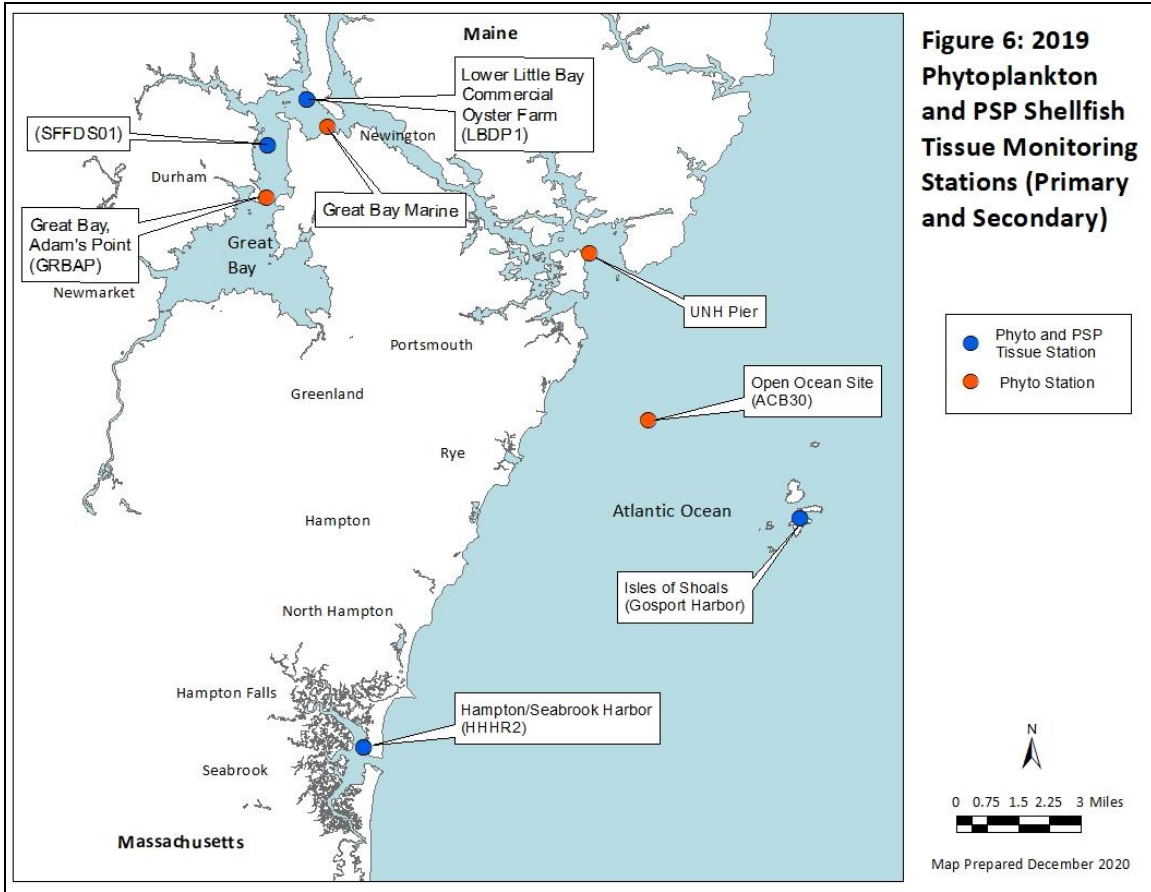 Figure 6: 2019
Phytoplankton
and PSP Shellfish
Tissue Monitoring
Stations (Primary
and Secondary)
Maine
Lower Little Bay
Commercial
Oyster Farm
(LBDP1)
(SFFDS01)
Newington
Durham
Great Bay Marine
Great Bay,
Adam's Point
(GRBAP)
Great
Bay
Newmarket
UNH Pier
Portsmouth
Greenland
Open Ocean Site
(ACB30)
Rye
Atlantic Ocean
Hampton
Isles of Shoals
(Gosport Harbor)
North Hampton
Hampton Falls
Hampton/Seabrook Harbor
(HHHR2)
Seabrook
Massachusetts
Phyto and PSP
Tissue Station
Phyto Station
N
0 0.75 1.5 2.25 3 Miles
Map Prepared December 2020